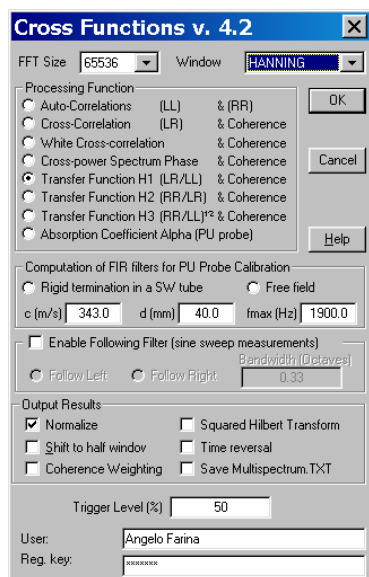 Cross Functions v. 4.2
FFT Size 65536 Window HANNING
Processing Function
Auto-Correlations (LL) & (RR)
Cross-Correlation (LR) & Coherence
White Cross-correlation & Coherence
Cross-power Spectrum Phase & Coherence
Transfer Function H1 (LR/LL) & Coherence
Transfer Function H2 (RR/LR) & Coherence
Transfer Function H3 (RR/LL)¹² & Coherence
Absorption Coefficient Alpha (PU probe)
OK
Cancel
Help
Computation of FIR filters for PU Probe Calibration
Rigid termination in a SW tube Free field
c (m/s) 343.0 d (mm) 40.0 fmax (Hz) 1900.0
Enable Following Filter (sine sweep measurements)
Bandwidth (Octaves)
Follow Left Follow Right 0.33
Output Results
Normalize Squared Hilbert Transform
Shift to half windov Time reversal
Coherence Weighting Save Multispectrum.TXT
Trigger Level (%) 50
User: Angelo Farina
Reg. key: *******